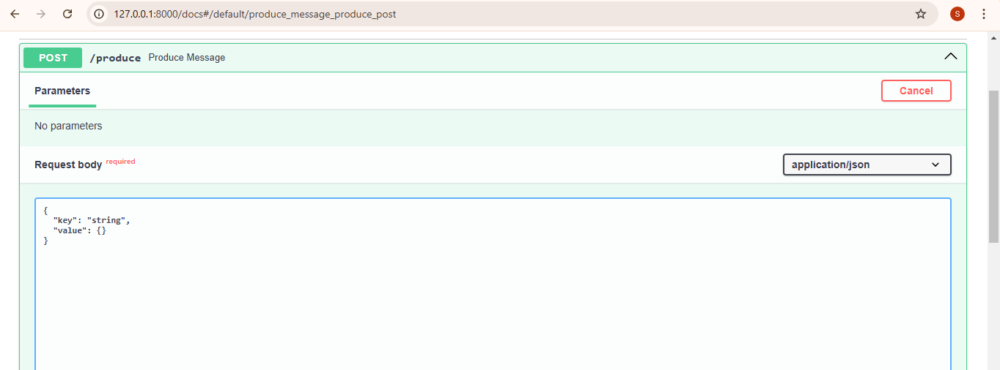 127.0.0.1:8000/docs#/default/produce_message_produce_post
S
POST /produce Produce Message
Parameters Cancel
No parameters
Request body required application/json
{
  "key": "string",
  "value": {}
}